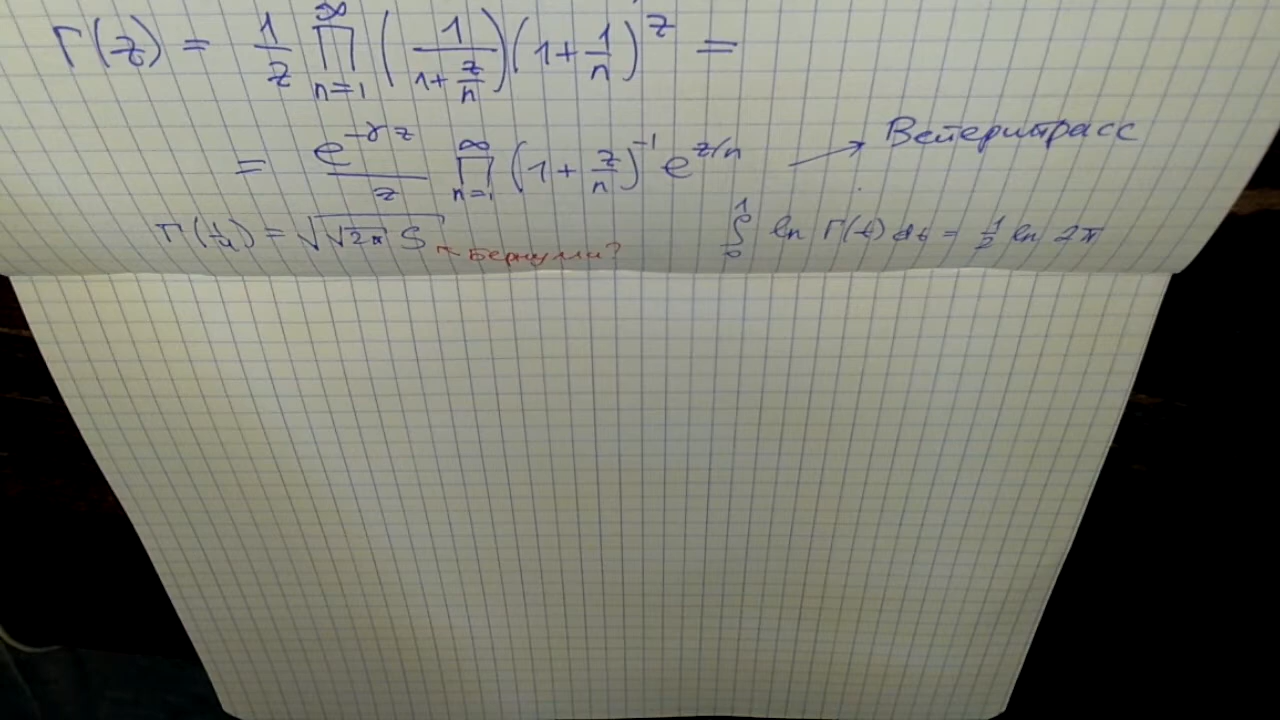 Γ(z) = 1/z ∏_{n=1}^{∞} (1/(1+z/n)) (1+1/n)^z =
= e^{-γz}/z ∏_{n=1}^{∞} (1+z/n)^{-1} e^{z/n} → Вейерштрасс
Γ(1/4) = √(√(2π) S) ↖ Бернулли? ∫_0^1 ln Γ(t) dt = 1/2 ln 2π